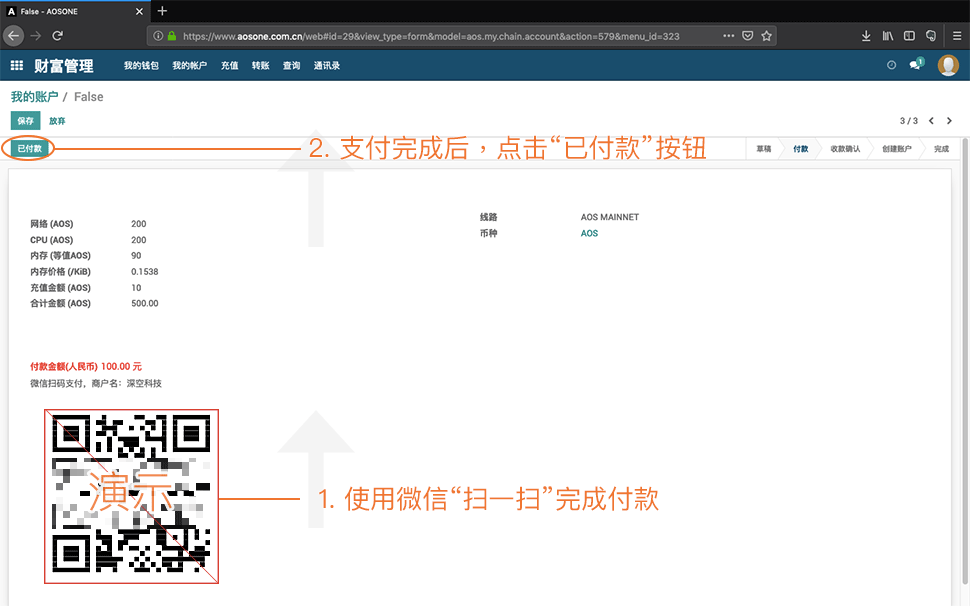 False - AOSONE
https://www.aosone.com.cn/web#id=29&view_type=form&model=aos.my.chain.account&action=579&menu_id=323
财富管理 我的钱包 我的帐户 充值 转账 查询 通讯录 1
我的账户 / False
保存 放弃 3 / 3
已付款 2. 支付完成后，点击“已付款”按钮 草稿 付款 收款确认 创建账户 完成
网络 (AOS) 200 线路 AOS MAINNET
CPU (AOS) 200 币种 AOS
内存 (等值AOS) 90
内存价格 (/KiB) 0.1538
充值金额 (AOS) 10
合计金额 (AOS) 500.00
付款金额(人民币) 100.00 元
微信扫码支付，商户名：深空科技
演示
1. 使用微信“扫一扫”完成付款